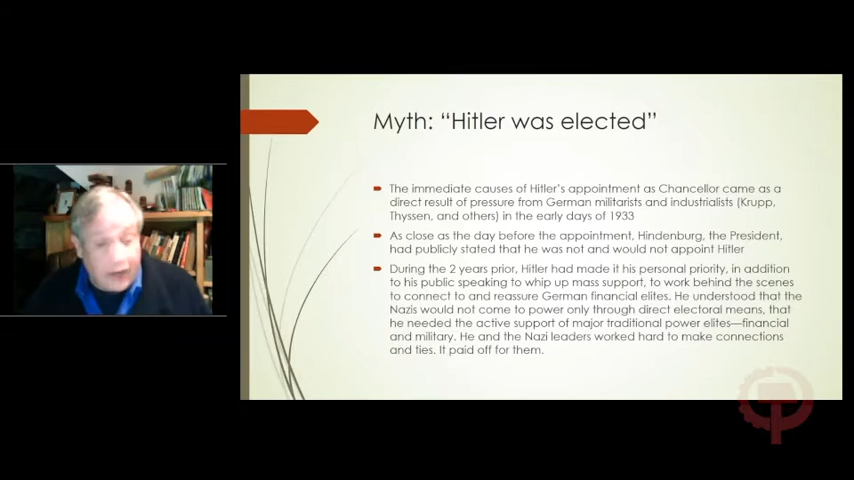 Myth: “Hitler was elected”
The immediate causes of Hitler’s appointment as Chancellor came as a
direct result of pressure from German militarists and industrialists (Krupp,
Thyssen, and others) in the early days of 1933
As close as the day before the appointment, Hindenburg, the President,
had publicly stated that he was not and would not appoint Hitler
During the 2 years prior, Hitler had made it his personal priority, in addition
to his public speaking to whip up mass support, to work behind the scenes
to connect to and reassure German financial elites. He understood that the
Nazis would not come to power only through direct electoral means, that
he needed the active support of major traditional power elites—financial
and military. He and the Nazi leaders worked hard to make connections
and ties. It paid off for them.